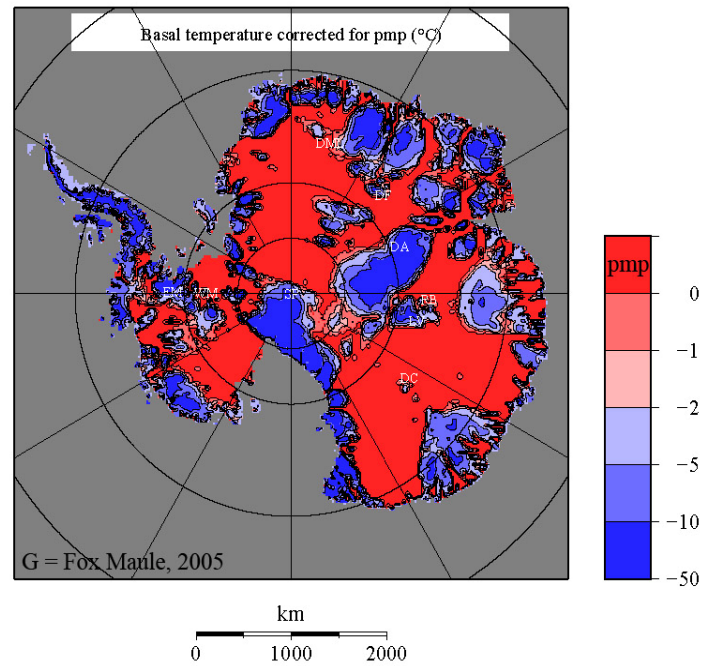 Basal temperature corrected for pmp (°C)
DML
DF
DA
EM WM SP RB
LV
DC
G = Fox Maule, 2005
pmp
0
−1
−2
−5
−10
−50
km
0 1000 2000